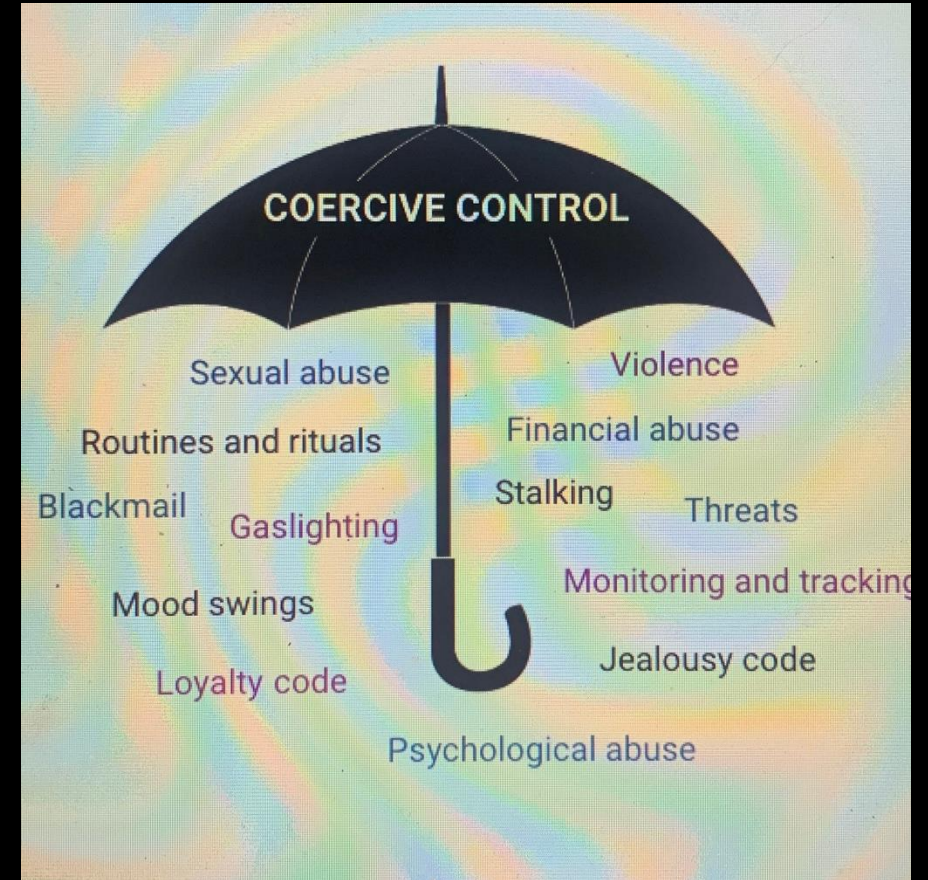 COERCIVE CONTROL
Sexual abuse
Violence
Routines and rituals
Financial abuse
Blackmail
Gaslighting
Stalking
Threats
Mood swings
Monitoring and tracking
Loyalty code
Jealousy code
Psychological abuse